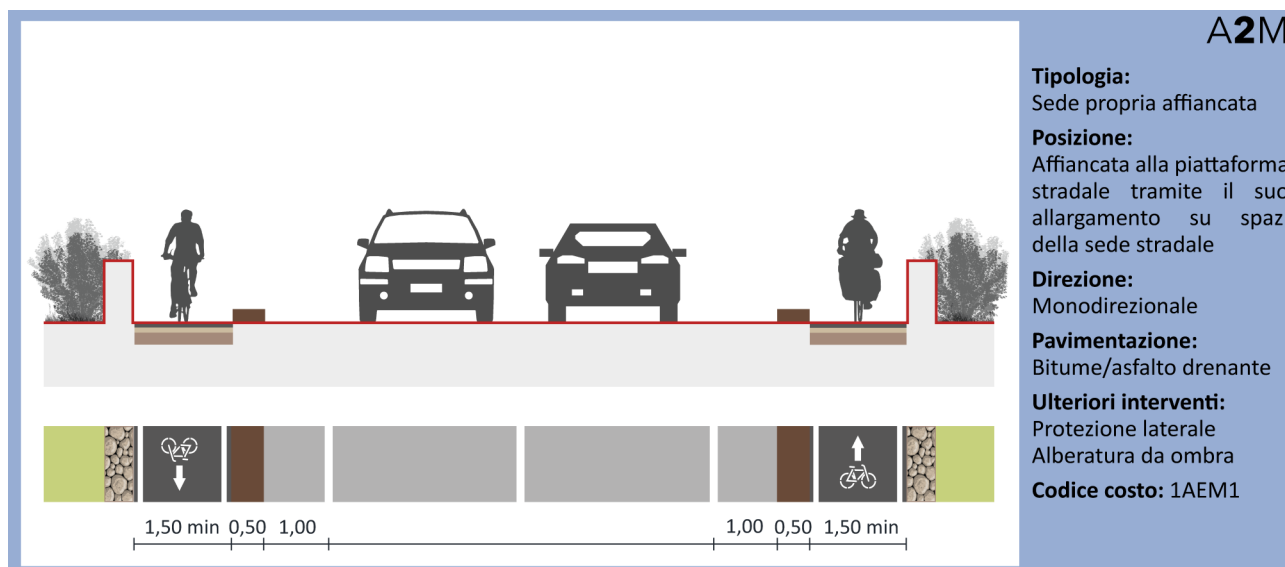 A2M
Tipologia:
Sede propria affiancata
Posizione:
Affiancata alla piattaforma
stradale tramite il suo
allargamento su spaz
della sede stradale
Direzione:
Monodirezionale
Pavimentazione:
Bitume/asfalto drenante
Ulteriori interventi:
Protezione laterale
Alberatura da ombra
Codice costo: 1AEM1
1,50 min 0,50 1,00 1,00 0,50 1,50 min